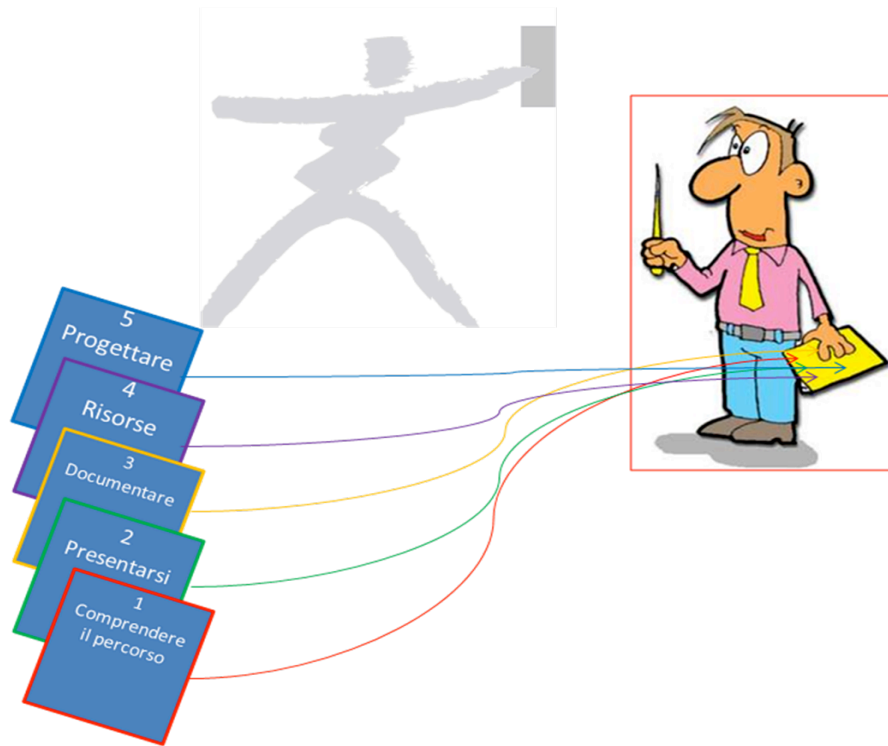 5
Progettare
4
Risorse
3
Documentare
2
Presentarsi
1
Comprendere
il percorso